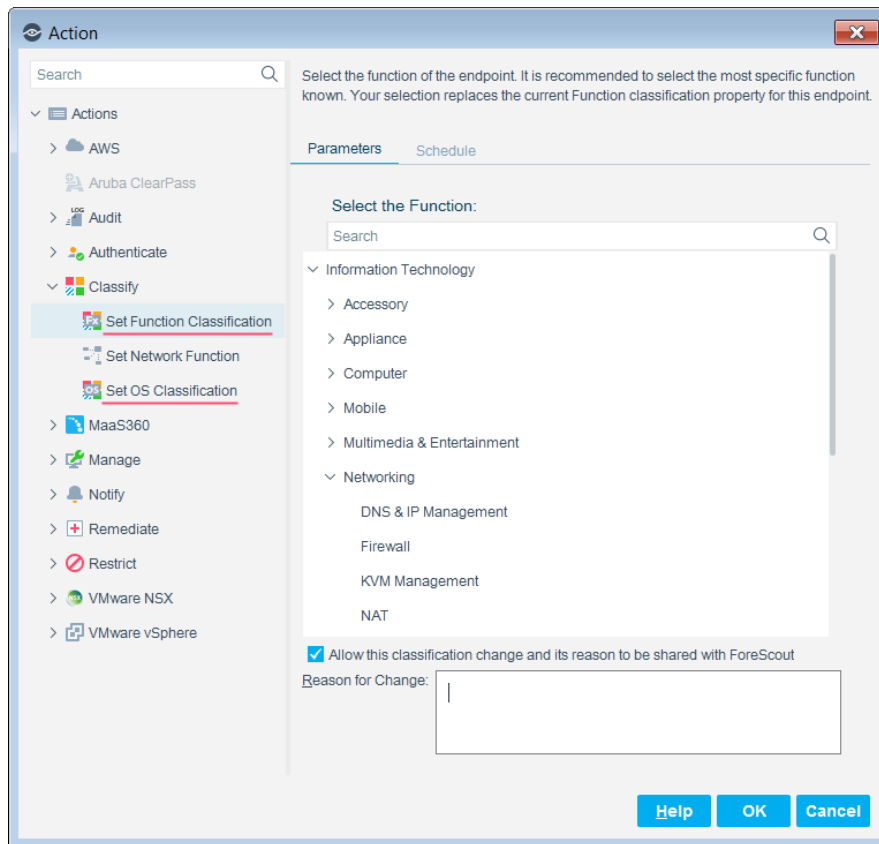 Action
Search
Actions
AWS
Aruba ClearPass
LOG
Audit
Authenticate
Classify
Fx
Set Function Classification
Set Network Function
OS
Set OS Classification
MaaS360
Manage
Notify
Remediate
Restrict
NSX
VMware NSX
VMware vSphere
Select the function of the endpoint. It is recommended to select the most specific function
known. Your selection replaces the current Function classification property for this endpoint.
Parameters Schedule
Select the Function:
Search
Information Technology
Accessory
Appliance
Computer
Mobile
Multimedia & Entertainment
Networking
DNS & IP Management
Firewall
KVM Management
NAT
Allow this classification change and its reason to be shared with ForeScout
Reason for Change:
Help OK Cancel